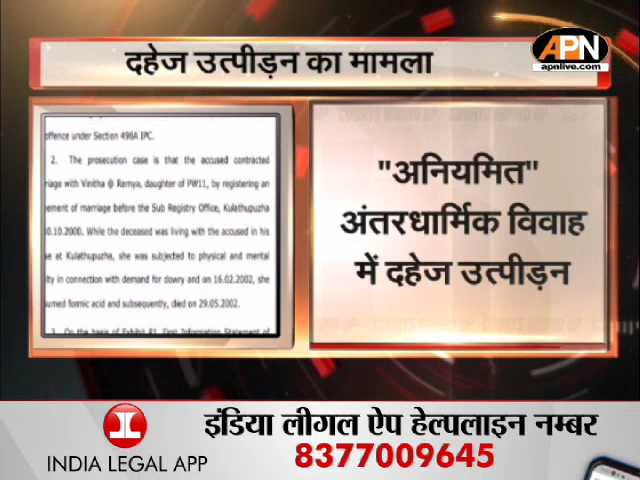 APN
apnlive.com
दहेज उत्पीड़न का मामला
offence under Section 498A IPC.
2. The prosecution case is that the accused contracted
riage with Vinitha @ Remya, daughter of PW11, by registering an
ement of marriage before the Sub Registry Office, Kulathupuzha
0.10.2000. While the deceased was living with the accused in his
e at Kulathupuzhe, she was subjected to physical and mental
lty in connection with demand for dowry and on 16.02.2002, she
umed formic acid and subsequently, died on 29.05.2002.
3. On the basis of Exhibit P1, First Information Statement of
"अनियमित"
अंतरधार्मिक विवाह
में दहेज उत्पीड़न
INDIA LEGAL APP
इंडिया लीगल ऐप हेल्पलाइन नम्बर
8377009645